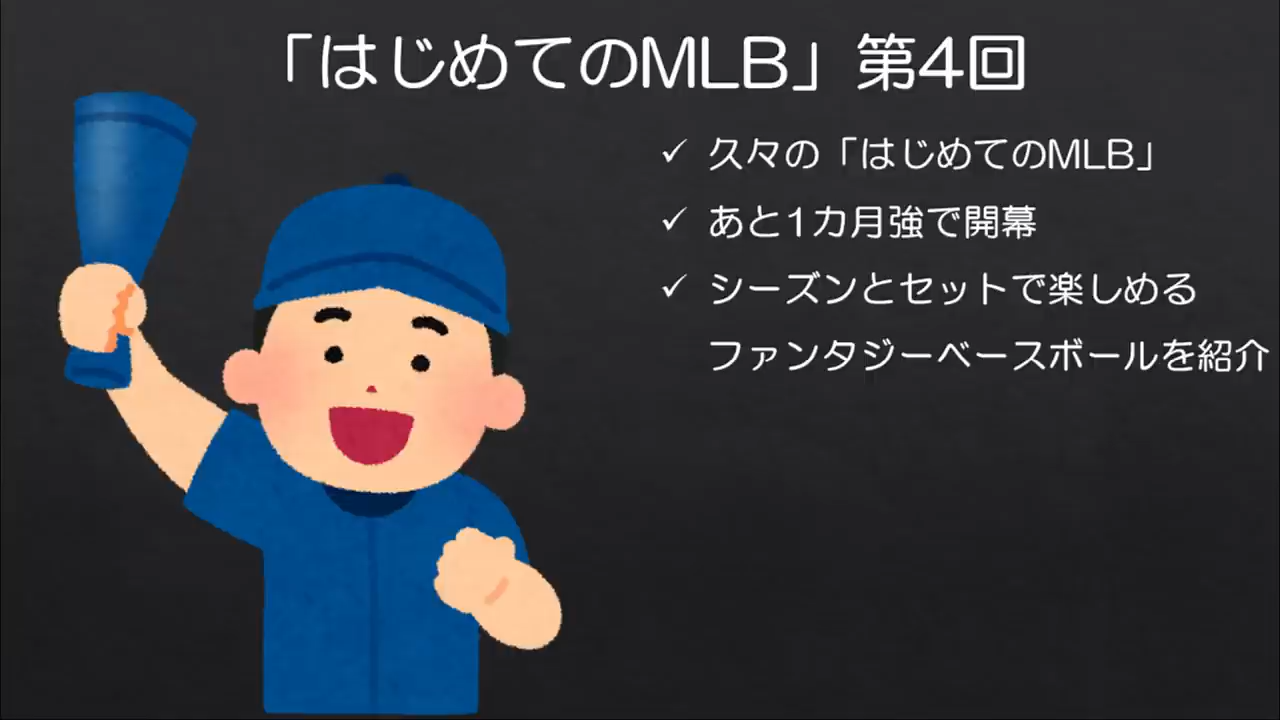 「はじめてのMLB」第4回
✓ 久々の「はじめてのMLB」
✓ あと1カ月強で開幕
✓ シーズンとセットで楽しめる
ファンタジーベースボールを紹介